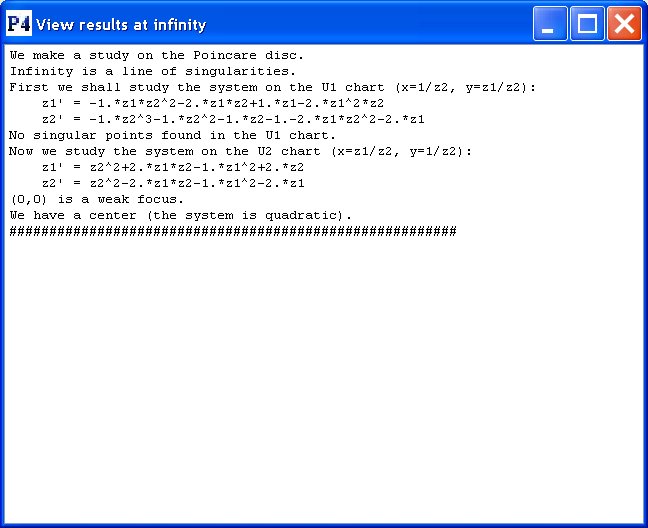 P4 View results at infinity
We make a study on the Poincare disc.
Infinity is a line of singularities.
First we shall study the system on the U1 chart (x=1/z2, y=z1/z2):
z1' = -1.*z1*z2^2-2.*z1*z2+1.*z1-2.*z1^2*z2
z2' = -1.*z2^3-1.*z2^2-1.*z2-1.-2.*z1*z2^2-2.*z1
No singular points found in the U1 chart.
Now we study the system on the U2 chart (x=z1/z2, y=1/z2):
z1' = z2^2+2.*z1*z2-1.*z1^2+2.*z2
z2' = z2^2-2.*z1*z2-1.*z1^2-2.*z1
(0,0) is a weak focus.
We have a center (the system is quadratic).
########################################################